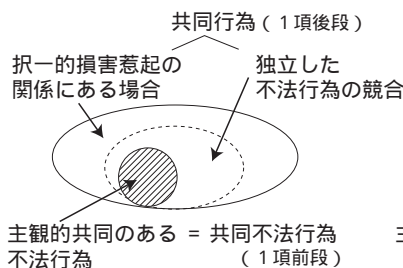 共同行為（1項後段）
択一的損害惹起の
関係にある場合
独立した
不法行為の競合
主観的共同のある = 共同不法行為 主
不法行為
（1項前段）